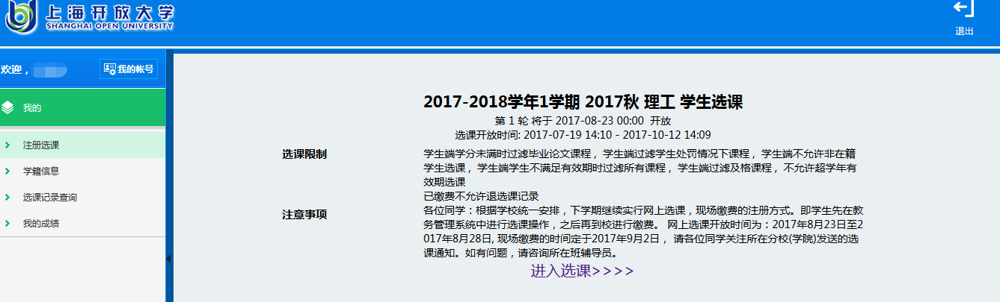 上海开放大学
SHANGHAI OPEN UNIVERSITY
退出
欢迎，
我的帐号
我的
注册选课
学籍信息
选课记录查询
我的成绩
2017-2018学年1学期 2017秋 理工 学生选课
第 1 轮 将于 2017-08-23 00:00 开放
选课开放时间: 2017-07-19 14:10 - 2017-10-12 14:09
选课限制
学生端学分未满时过滤毕业论文课程，学生端过滤学生处罚情况下课程，学生端不允许非在籍
学生选课，学生端学生不满足有效期时过滤所有课程，学生端过滤及格课程，不允许超学年有
效期选课
已缴费不允许退选课记录
注意事项
各位同学：根据学校统一安排，下学期继续实行网上选课，现场缴费的注册方式。即学生先在教
务管理系统中进行选课操作，之后再到校进行缴费。 网上选课开放时间为：2017年8月23日至2
017年8月28日, 现场缴费的时间定于2017年9月2日， 请各位同学关注所在分校(学院)发送的选
课通知。如有问题，请咨询所在班辅导员。
进入选课>>>>